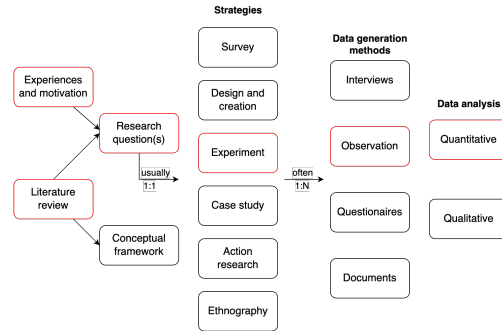 Strategies
Survey
Design and
creation
Experiment
Case study
Action
research
Ethnography
Experiences
and motivation
Research
question(s)
Literature
review
Conceptual
framework
usually
1:1
often
1:N
Data generation
methods
Interviews
Observation
Questionaires
Documents
Data analysis
Quantitative
Qualitative